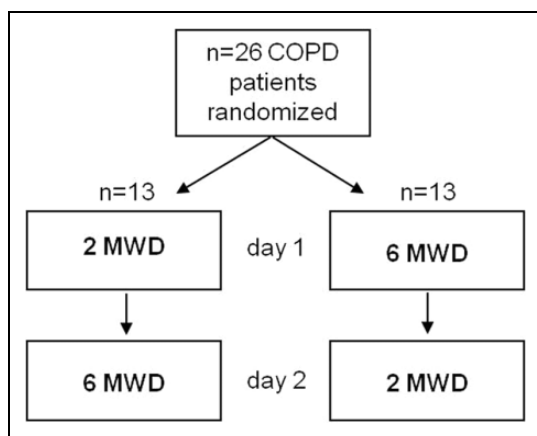 n=26 COPD
patients
randomized
n=13
n=13
2 MWD
day 1
6 MWD
6 MWD
day 2
2 MWD